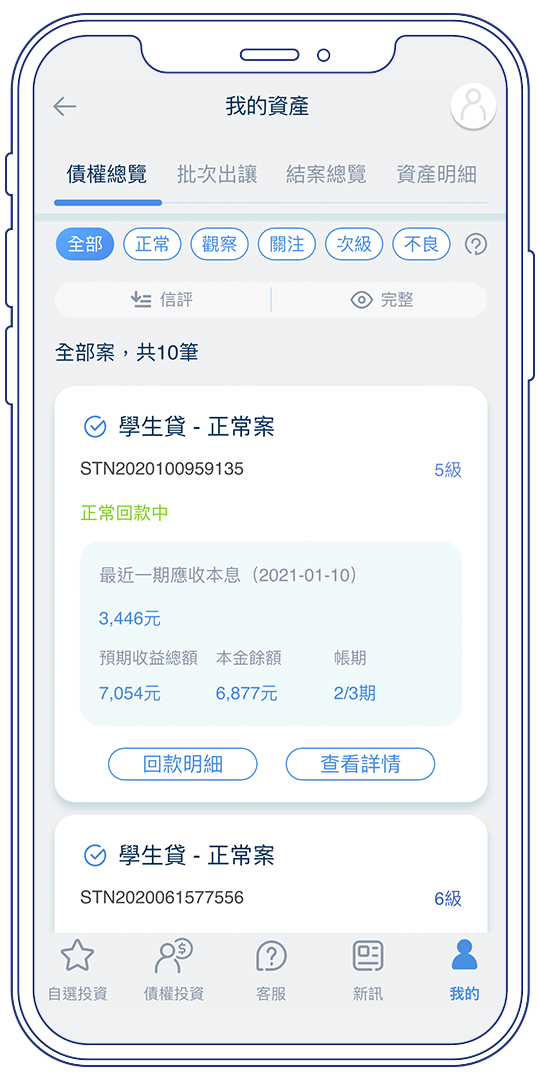 我的資產
債權總覽 批次出讓 結案總覽 資產明細
全部 正常 觀察 關注 次級 不良
信評 完整
全部案，共10筆
學生貸 - 正常案
STN2020100959135 5級
正常回款中
最近一期應收本息（2021-01-10）
3,446元
預期收益總額 本金餘額 帳期
7,054元 6,877元 2/3期
回款明細 查看詳情
學生貸 - 正常案
STN2020061577556 6級
自選投資 債權投資 客服 新訊 我的